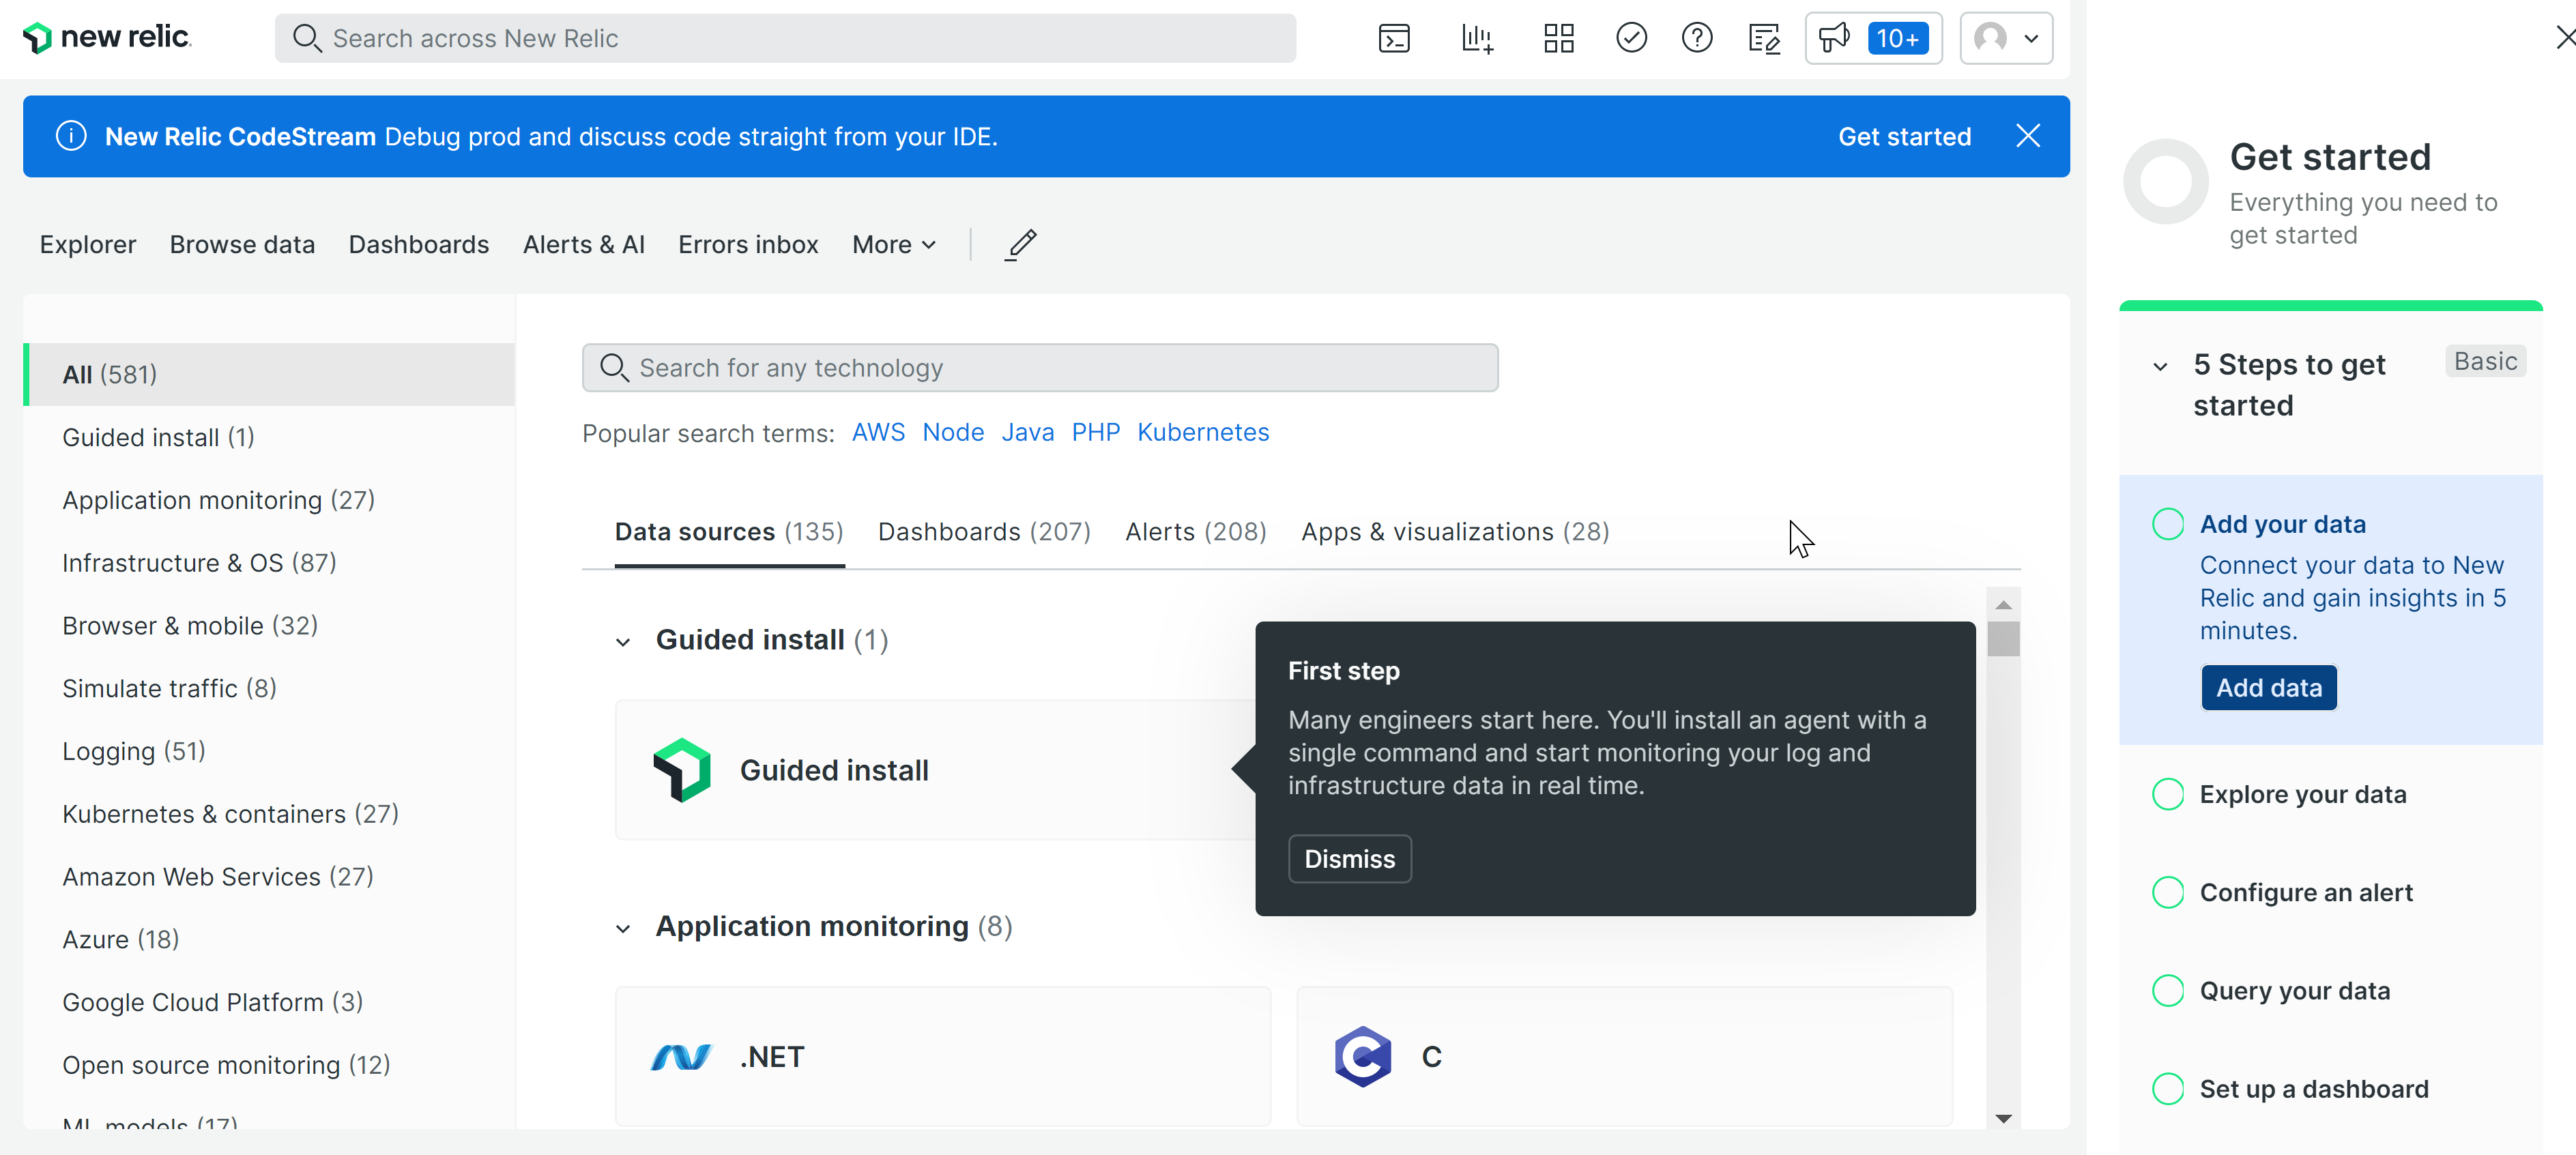 new relic.
Search across New Relic
10+
New Relic CodeStream Debug prod and discuss code straight from your IDE.
Get started
Explorer
Browse data
Dashboards
Alerts & AI
Errors inbox
More
All (581)
Guided install (1)
Application monitoring (27)
Infrastructure & OS (87)
Browser & mobile (32)
Simulate traffic (8)
Logging (51)
Kubernetes & containers (27)
Amazon Web Services (27)
Azure (18)
Google Cloud Platform (3)
Open source monitoring (12)
ML models (17)
Search for any technology
Popular search terms: AWS Node Java PHP Kubernetes
Data sources (135)
Dashboards (207)
Alerts (208)
Apps & visualizations (28)
Guided install (1)
Guided install
First step
Many engineers start here. You'll install an agent with a
single command and start monitoring your log and
infrastructure data in real time.
Dismiss
Application monitoring (8)
.NET
C
Get started
Everything you need to
get started
5 Steps to get
started
Basic
Add your data
Connect your data to New
Relic and gain insights in 5
minutes.
Add data
Explore your data
Configure an alert
Query your data
Set up a dashboard